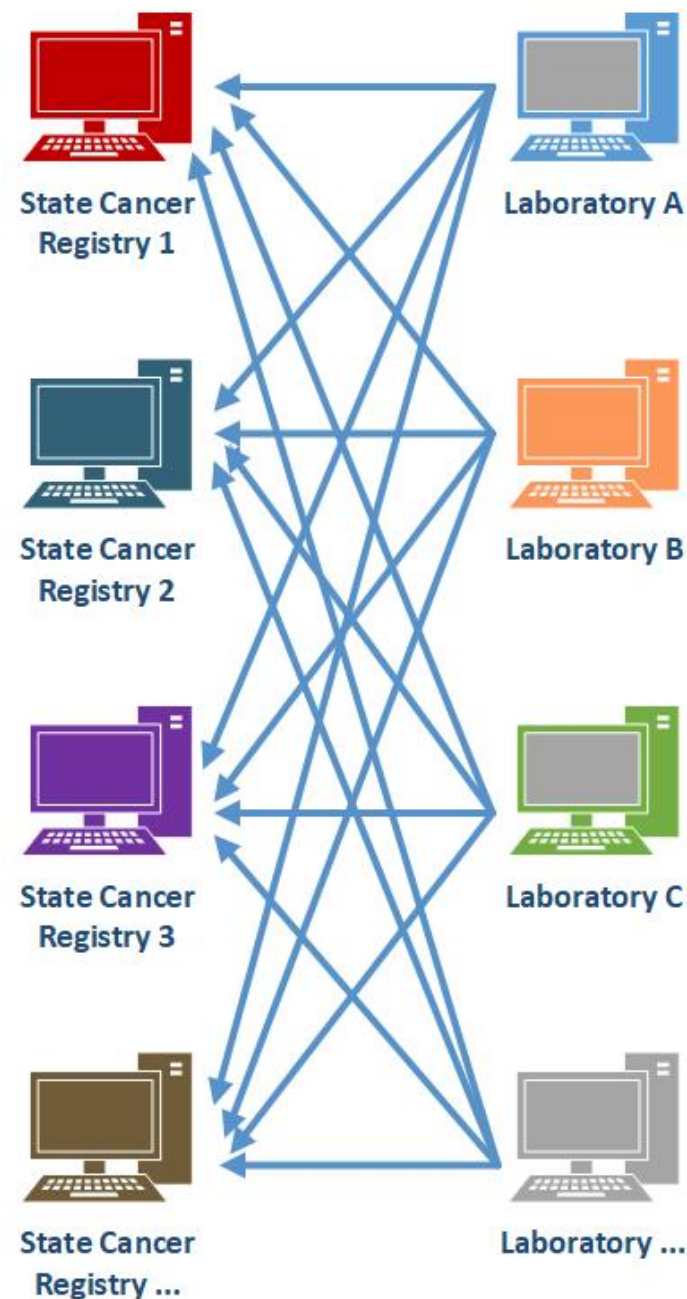 State Cancer
Registry 1
Laboratory A
State Cancer
Registry 2
Laboratory B
State Cancer
Registry 3
Laboratory C
State Cancer
Registry ...
Laboratory ...